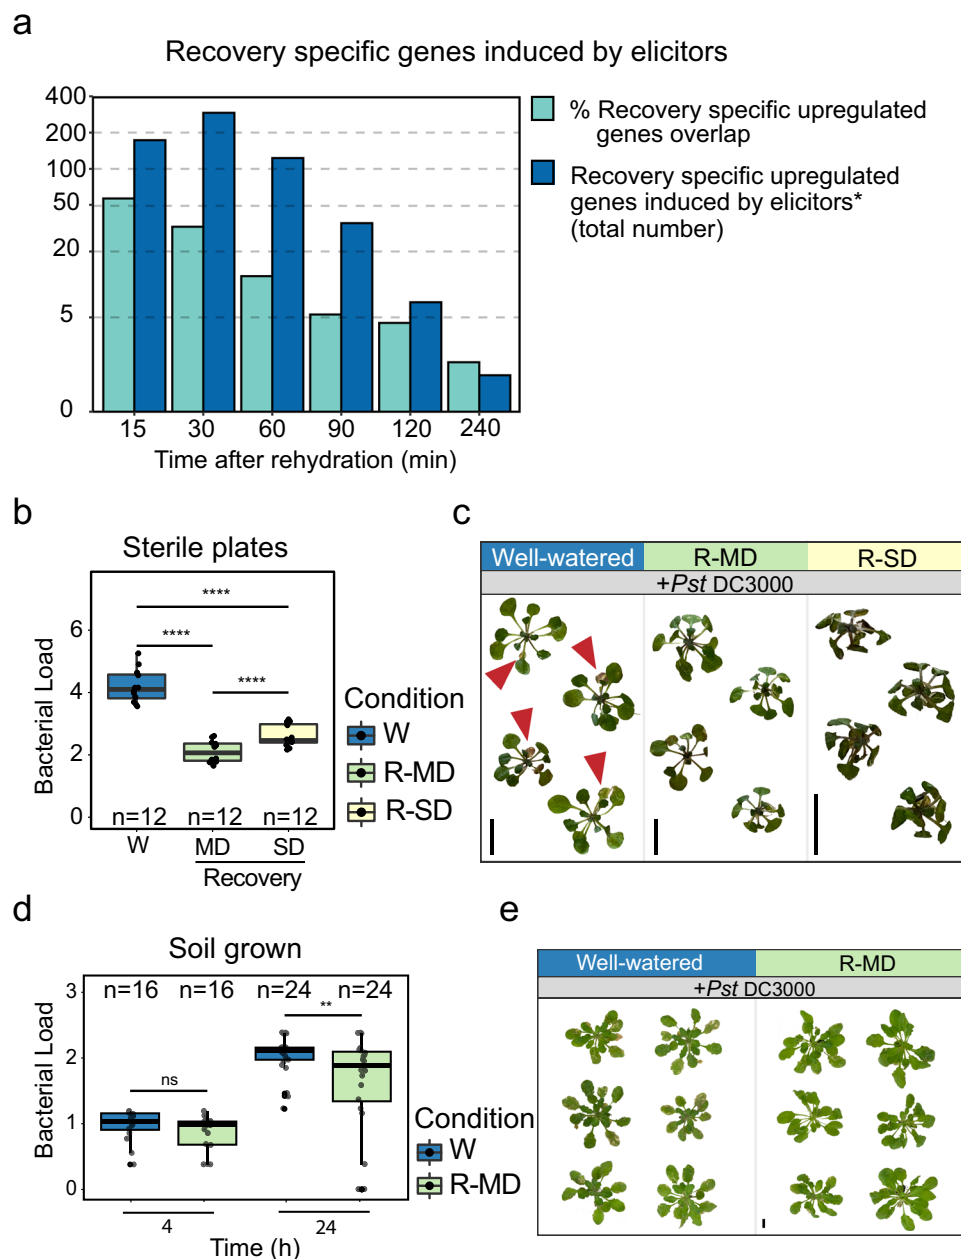 a
Recovery specific genes induced by elicitors
400
200
100
50
20
5
0
15 30 60 90 120 240
Time after rehydration (min)
% Recovery specific upregulated
genes overlap
Recovery specific upregulated
genes induced by elicitors*
(total number)
b
Sterile plates
Bacterial Load
6
4
2
0
****
****
****
n=12 n=12 n=12
W MD SD
Recovery
Condition
W
R-MD
R-SD
c
Well-watered R-MD R-SD
+Pst DC3000
d
Soil grown
Bacterial Load
3
2
1
0
n=16 n=16 n=24 n=24
ns
**
4 24
Time (h)
Condition
W
R-MD
e
Well-watered R-MD
+Pst DC3000